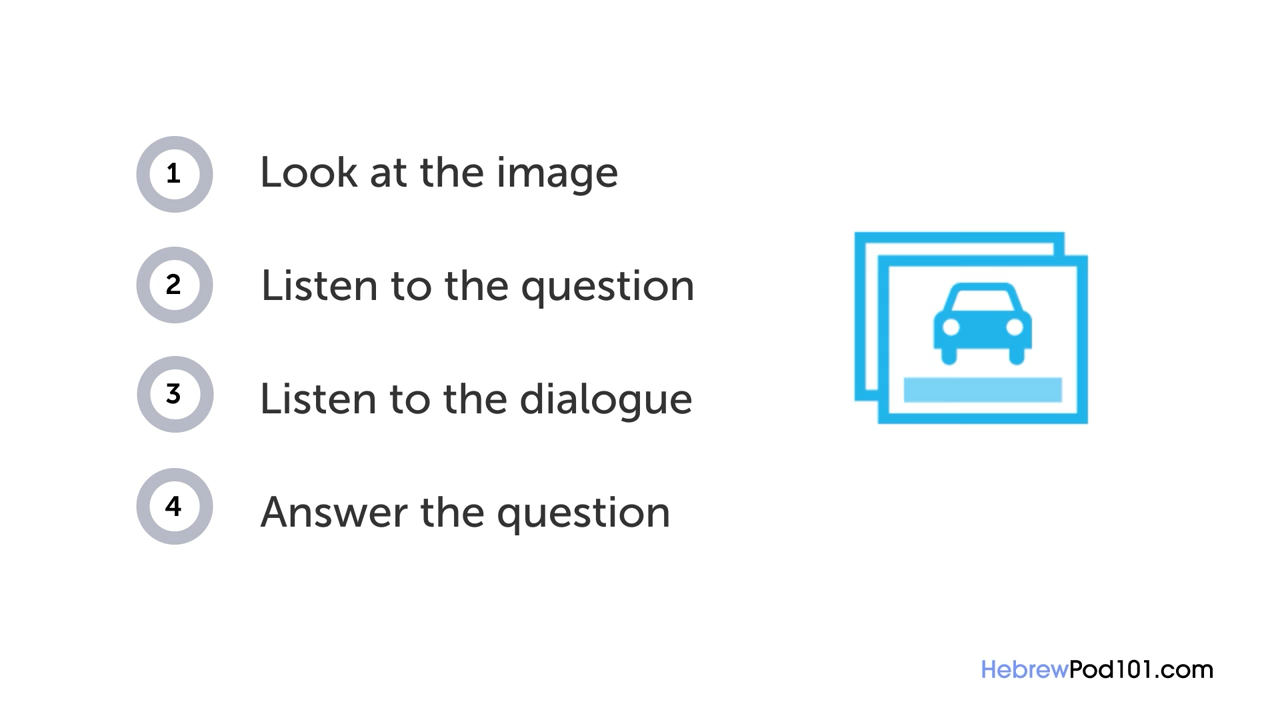 1 Look at the image
2 Listen to the question
3 Listen to the dialogue
4 Answer the question
HebrewPod101.com